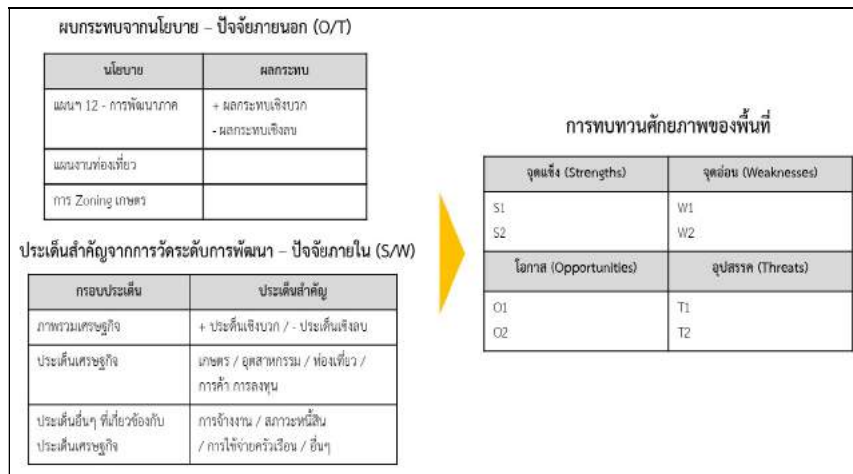 ผบกระทบจากนโยบาย – ปัจจัยภายนอก (O/T)
นโยบาย
ผลกระทบ
แผนฯ 12 - การพัฒนาภาค
+ ผลกระทบเชิงบวก
- ผลกระทบเชิงลบ
แผนงานท่องเที่ยว
การ Zoning เกษตร
ประเด็นสำคัญจากการวัดระดับการพัฒนา – ปัจจัยภายใน (S/W)
กรอบประเด็น
ประเด็นสำคัญ
ภาพรวมเศรษฐกิจ
+ ประเด็นเชิงบวก / - ประเด็นเชิงลบ
ประเด็นเศรษฐกิจ
เกษตร / อุตสาหกรรม / ท่องเที่ยว /
การค้า การลงทุน
ประเด็นอื่นๆ ที่เกี่ยวข้องกับ
ประเด็นเศรษฐกิจ
การจ้างงาน / สภาวะหนี้สิน
/ การใช้จ่ายครัวเรือน / อื่นๆ
การทบทวนศักยภาพของพื้นที่
จุดแข็ง (Strengths)
จุดอ่อน (Weaknesses)
S1
S2
W1
W2
โอกาส (Opportunities)
อุปสรรค (Threats)
O1
O2
T1
T2